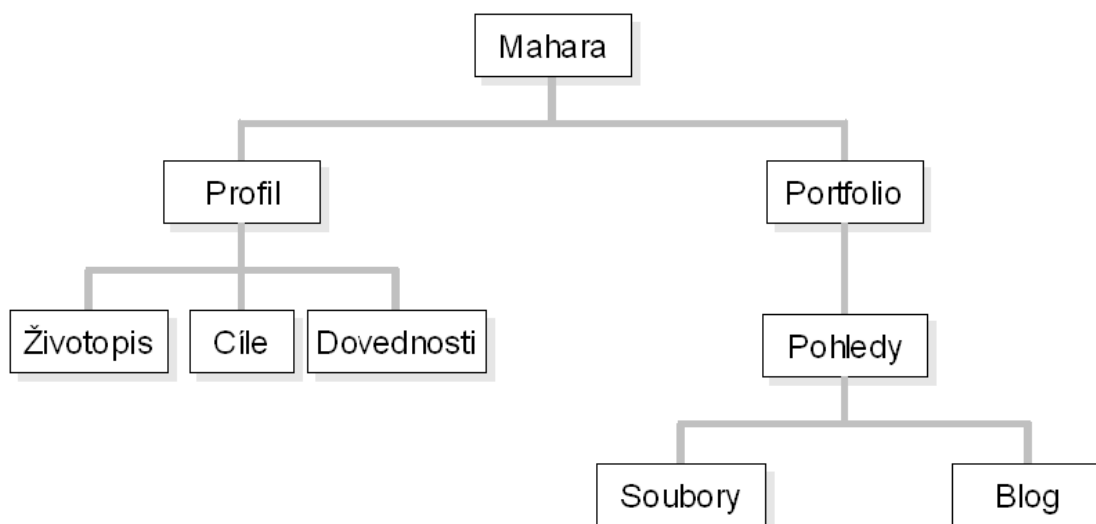 Mahara
Profil
Portfolio
Životopis
Cíle
Dovednosti
Pohledy
Soubory
Blog